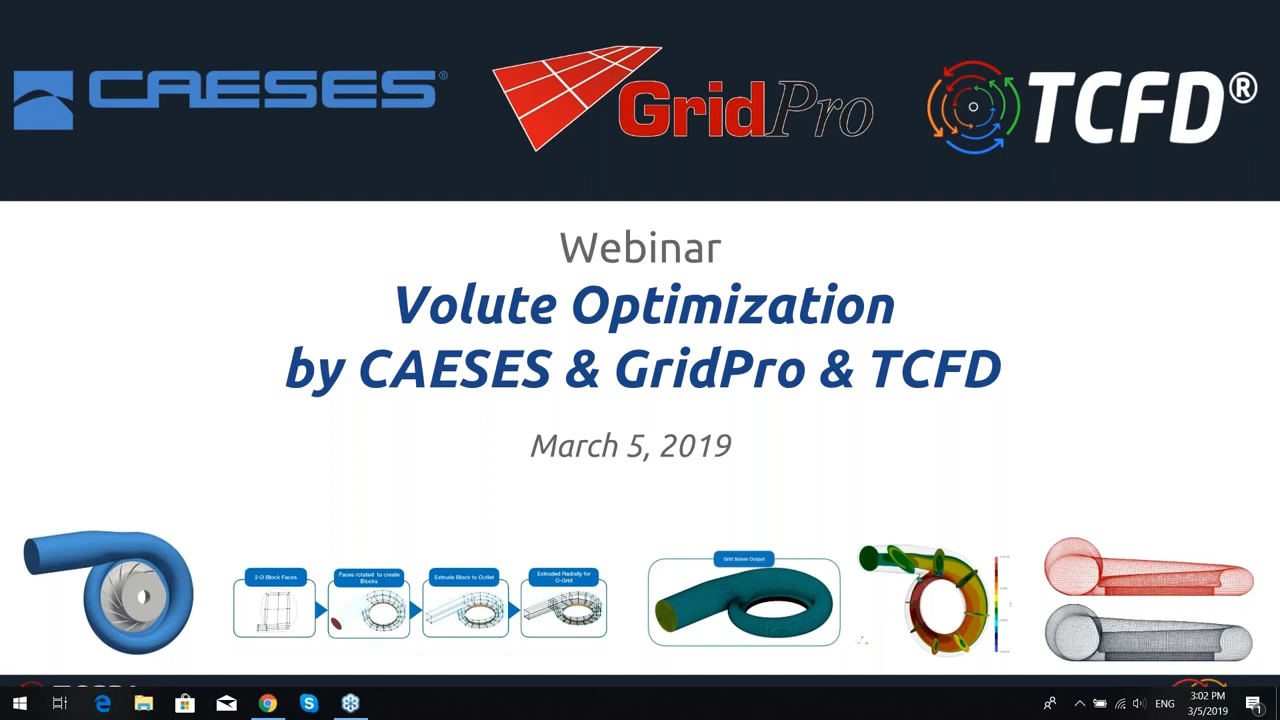 CAESES®
GridPro
TCFD®
Webinar
Volute Optimization
by CAESES & GridPro & TCFD
March 5, 2019
2-D Block Faces
Faces rotated to create
Blocks
Extrude Block to Outlet
Extruded Radially for
O-Grid
Grid Solver Output
ENG
3:02 PM
3/5/2019
1